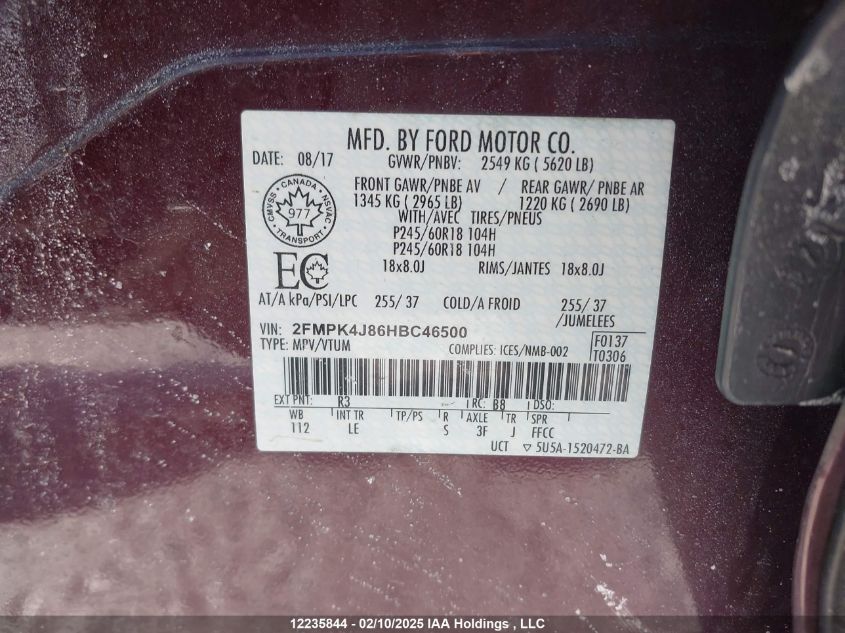 MFD. BY FORD MOTOR CO.
DATE: 08/17 GVWR/PNBV: 2549 KG ( 5620 LB)
FRONT GAWR/PNBE AV / REAR GAWR/ PNBE AR
1345 KG ( 2965 LB) 1220 KG ( 2690 LB)
WITH/AVEC TIRES/PNEUS
P245/60R18 104H
P245/60R18 104H
18x8.0J RIMS/JANTES 18x8.0J
CANADA
CMVSS NSVAC
977
TRANSPORT
EC
AT/A kPa/PSI/LPC 255/ 37 COLD/A FROID 255/ 37
/JUMELEES
VIN: 2FMPK4J86HBC46500
TYPE: MPV/VTUM COMPLIES: ICES/NMB-002
F0137
T0306
EXT PNT: R3 RC: B8 DSO:
WB INT TR TP/PS R AXLE TR SPR
112 LE S 3F J FFCC
UCT ▽ 5U5A-1520472-BA
12235844 - 02/10/2025 IAA Holdings , LLC